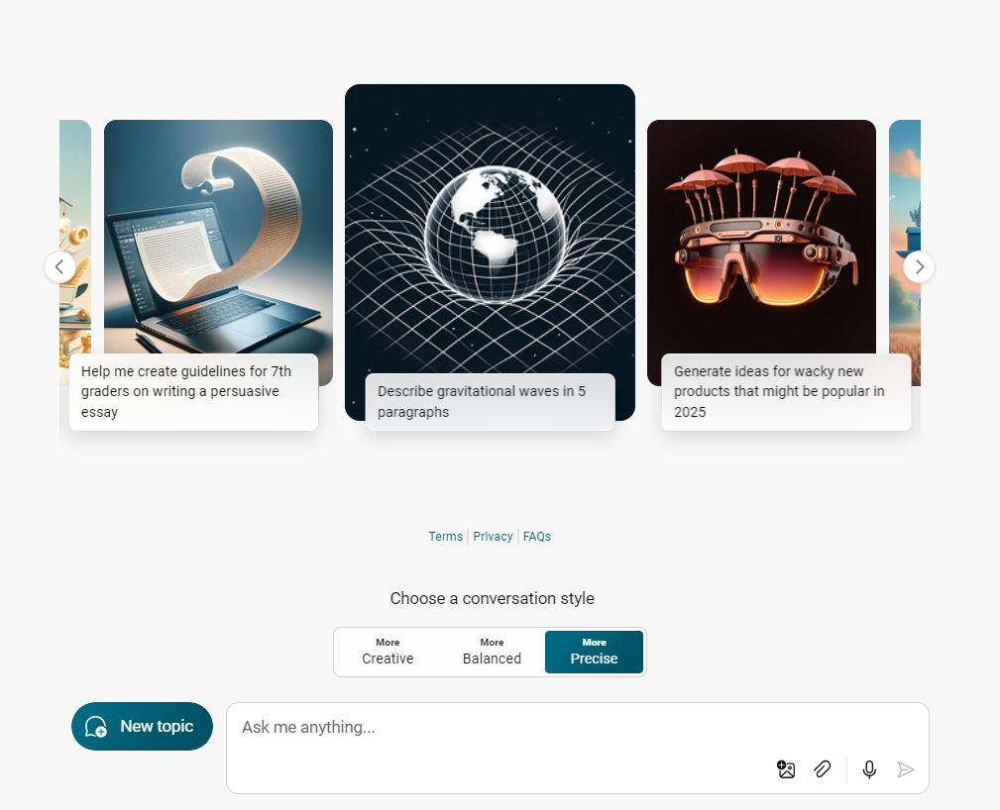 Help me create guidelines for 7th
graders on writing a persuasive
essay
Describe gravitational waves in 5
paragraphs
Generate ideas for wacky new
products that might be popular in
2025
Terms
Privacy
FAQs
Choose a conversation style
More
Creative
More
Balanced
More
Precise
New topic
Ask me anything...